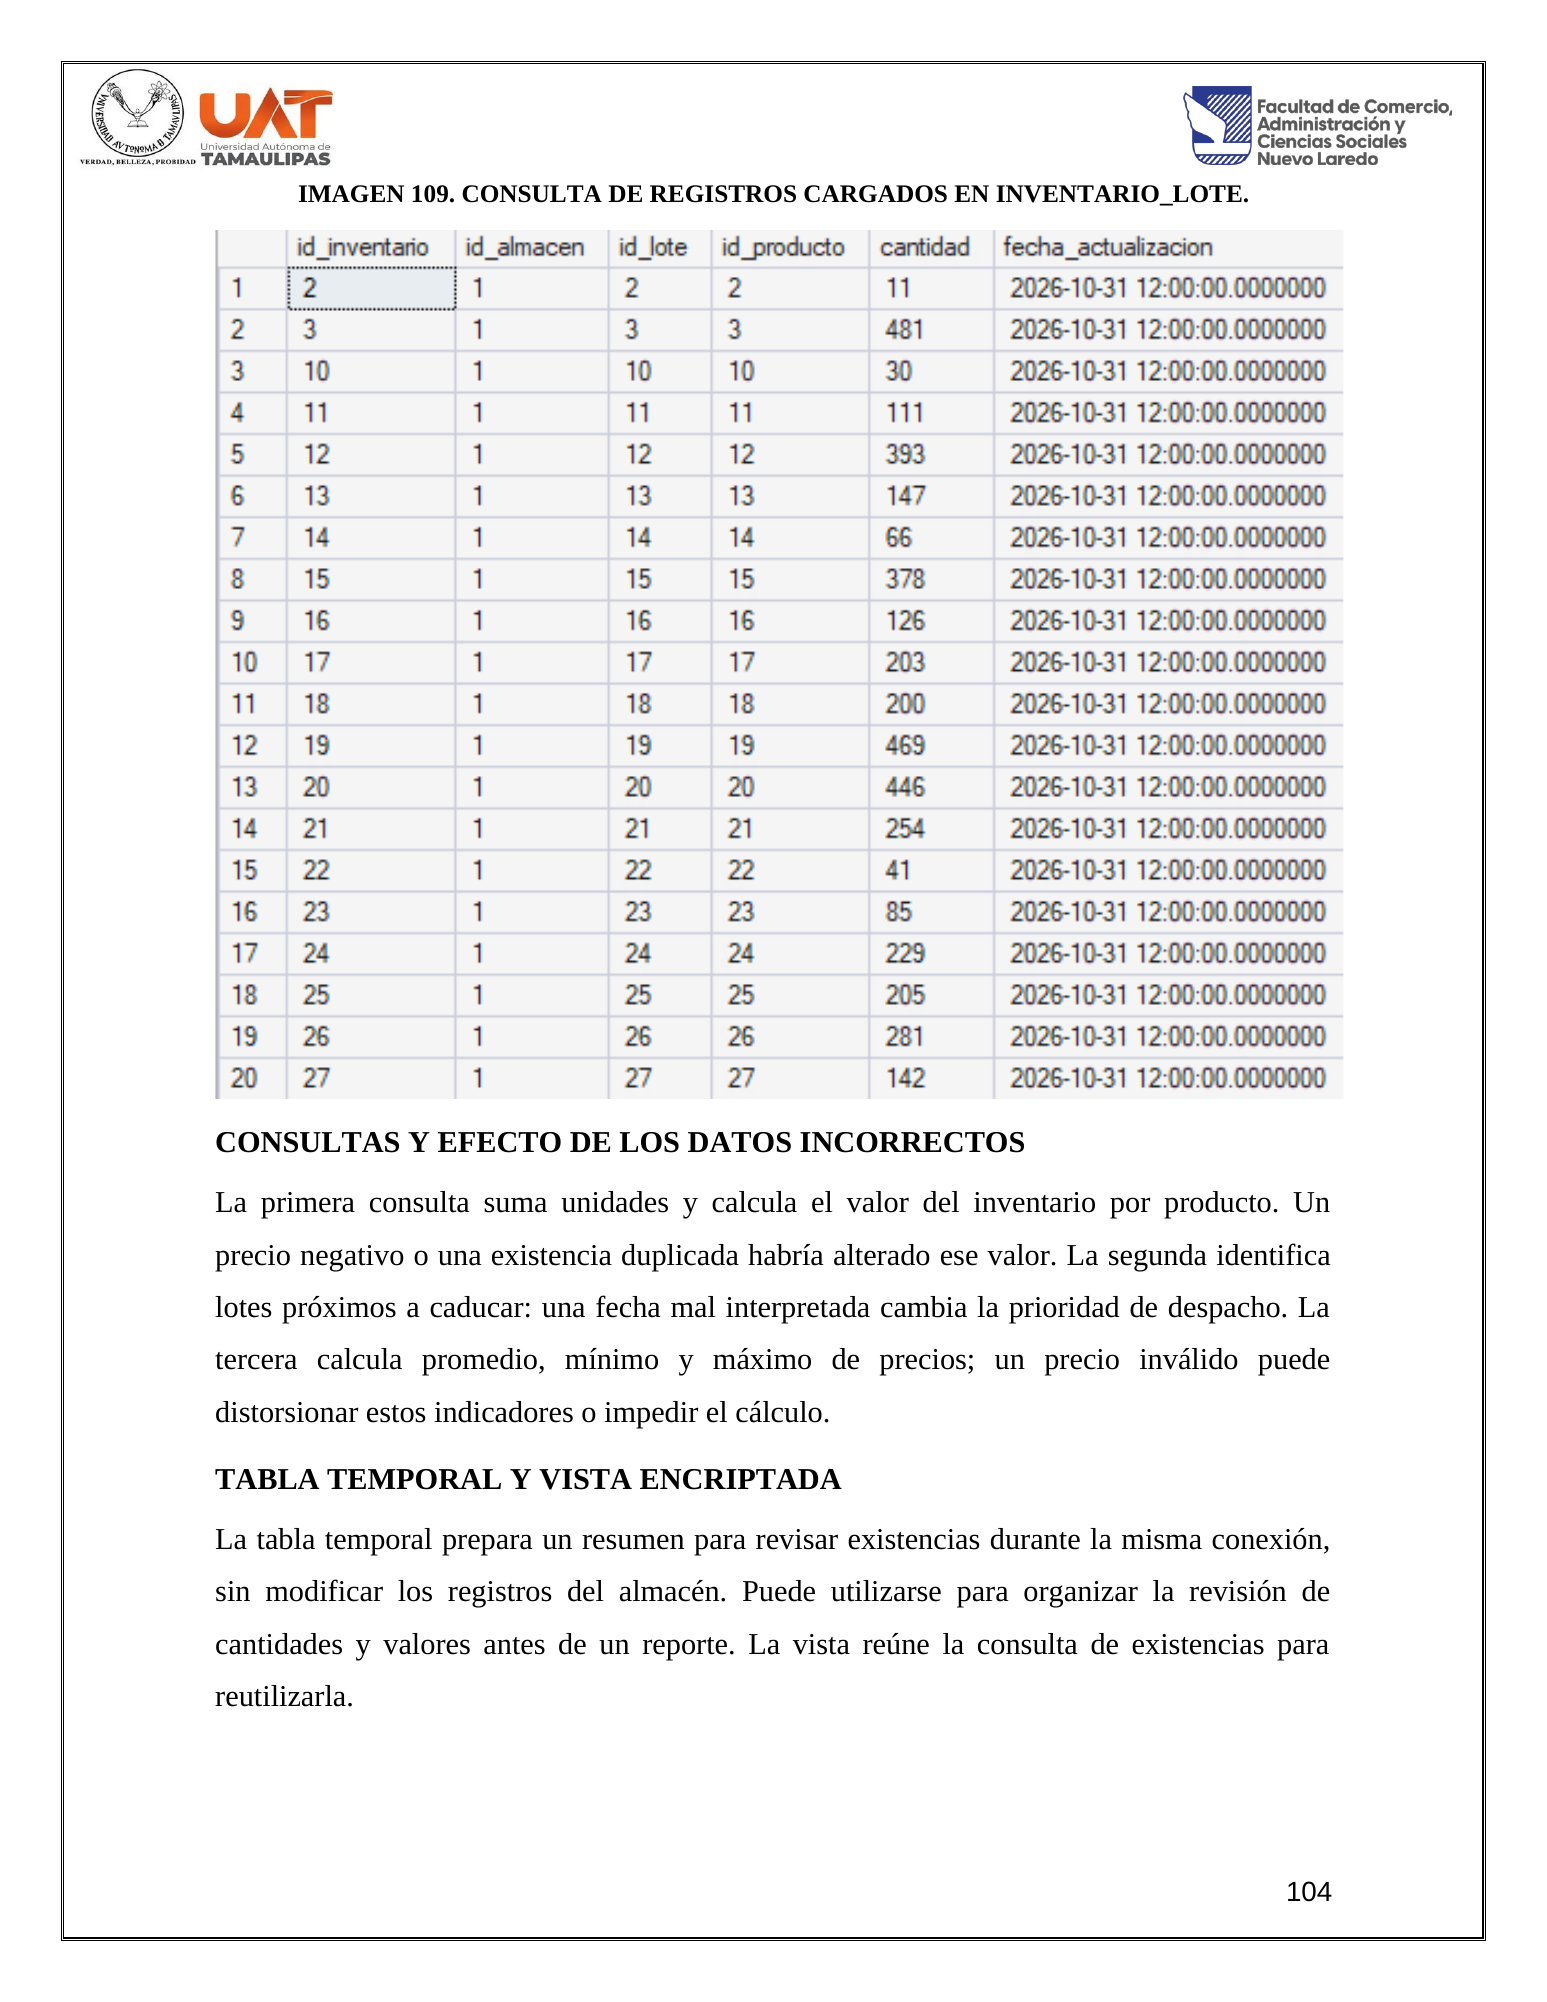 UNIVERSIDAD AUTONOMA D TAMAULIPAS
VERDAD, BELLEZA, PROBIDAD
UAT
Universidad Autónoma de
TAMAULIPAS
Facultad de Comercio,
Administración y
Ciencias Sociales
Nuevo Laredo
IMAGEN 109. CONSULTA DE REGISTROS CARGADOS EN INVENTARIO_LOTE.
id_inventario id_almacen id_lote id_producto cantidad fecha_actualizacion
1 2 1 2 2 11 2026-10-31 12:00:00.0000000
2 3 1 3 3 481 2026-10-31 12:00:00.0000000
3 10 1 10 10 30 2026-10-31 12:00:00.0000000
4 11 1 11 11 111 2026-10-31 12:00:00.0000000
5 12 1 12 12 393 2026-10-31 12:00:00.0000000
6 13 1 13 13 147 2026-10-31 12:00:00.0000000
7 14 1 14 14 66 2026-10-31 12:00:00.0000000
8 15 1 15 15 378 2026-10-31 12:00:00.0000000
9 16 1 16 16 126 2026-10-31 12:00:00.0000000
10 17 1 17 17 203 2026-10-31 12:00:00.0000000
11 18 1 18 18 200 2026-10-31 12:00:00.0000000
12 19 1 19 19 469 2026-10-31 12:00:00.0000000
13 20 1 20 20 446 2026-10-31 12:00:00.0000000
14 21 1 21 21 254 2026-10-31 12:00:00.0000000
15 22 1 22 22 41 2026-10-31 12:00:00.0000000
16 23 1 23 23 85 2026-10-31 12:00:00.0000000
17 24 1 24 24 229 2026-10-31 12:00:00.0000000
18 25 1 25 25 205 2026-10-31 12:00:00.0000000
19 26 1 26 26 281 2026-10-31 12:00:00.0000000
20 27 1 27 27 142 2026-10-31 12:00:00.0000000
CONSULTAS Y EFECTO DE LOS DATOS INCORRECTOS
La primera consulta suma unidades y calcula el valor del inventario por producto. Un
precio negativo o una existencia duplicada habría alterado ese valor. La segunda identifica
lotes próximos a caducar: una fecha mal interpretada cambia la prioridad de despacho. La
tercera calcula promedio, mínimo y máximo de precios; un precio inválido puede
distorsionar estos indicadores o impedir el cálculo.
TABLA TEMPORAL Y VISTA ENCRIPTADA
La tabla temporal prepara un resumen para revisar existencias durante la misma conexión,
sin modificar los registros del almacén. Puede utilizarse para organizar la revisión de
cantidades y valores antes de un reporte. La vista reúne la consulta de existencias para
reutilizarla.
104